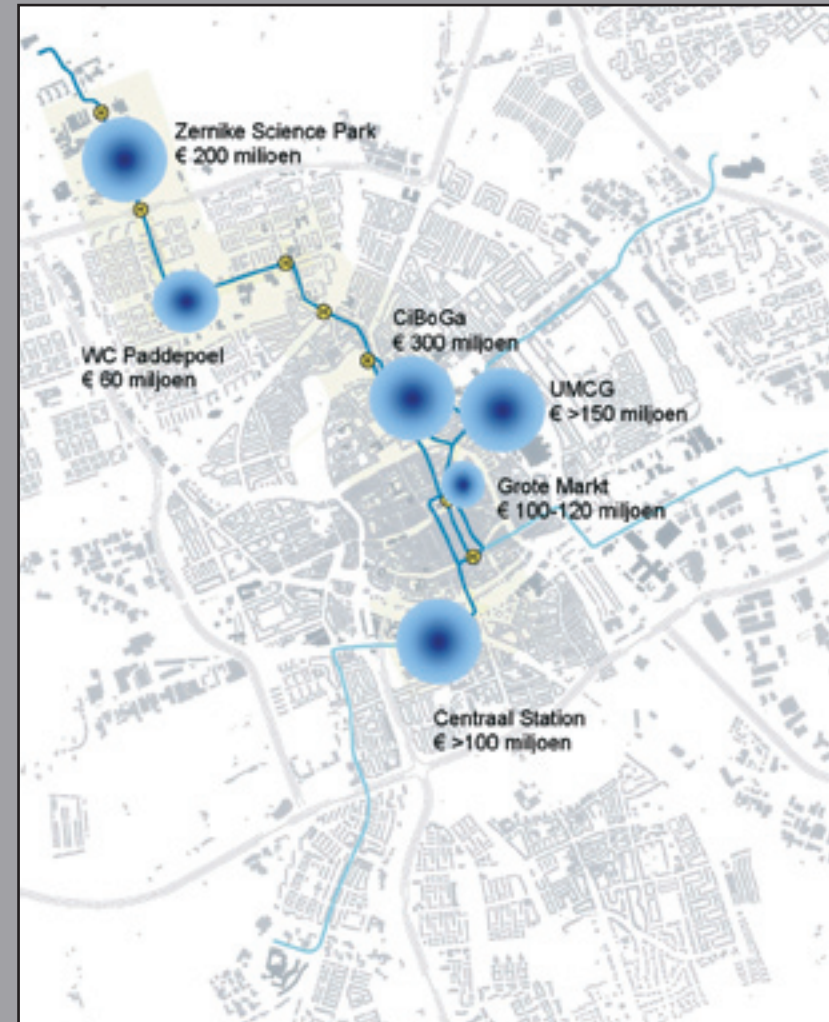 Zernike Science Park
€ 200 miljoen
WC Paddepoel
€ 60 miljoen
CiBoGa
€ 300 miljoen
UMCG
€ >150 miljoen
Grote Markt
€ 100-120 miljoen
Centraal Station
€ >100 miljoen